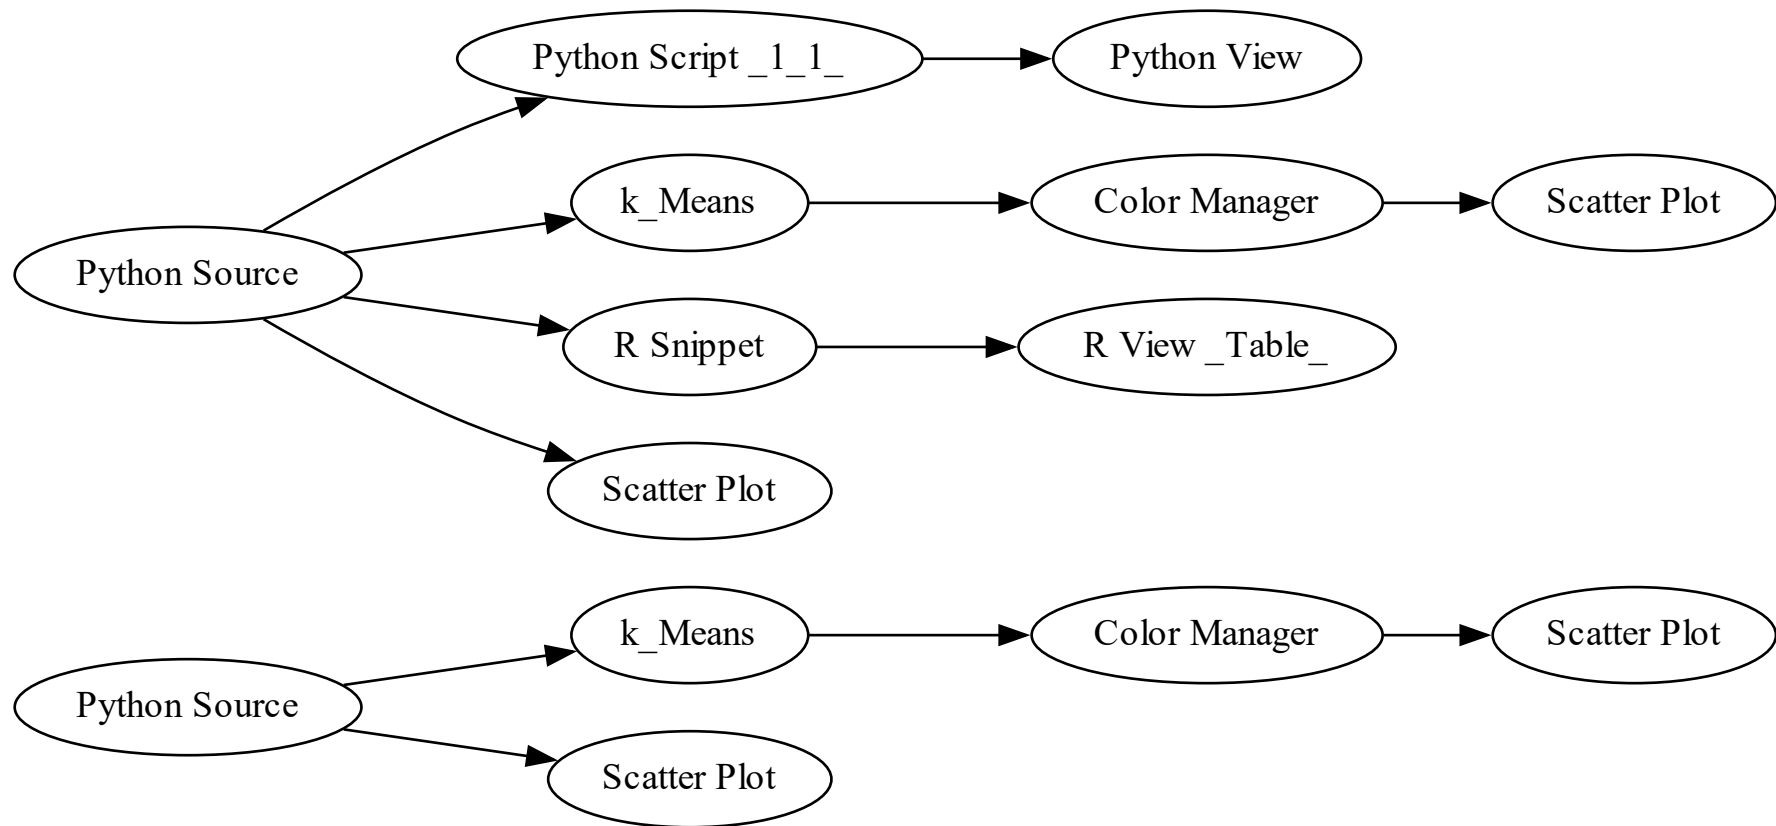 Python Script _1_1_
Python View
k_Means
Color Manager
Scatter Plot
Python Source
R Snippet
R View _Table_
Scatter Plot
k_Means
Color Manager
Scatter Plot
Python Source
Scatter Plot